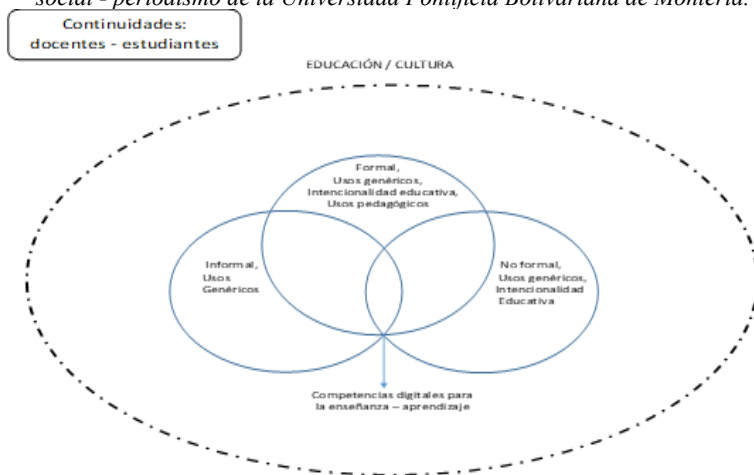 social - periodismo de la Universidad Pontificia Bolivariana de Montería.
Continuidades:
docentes - estudiantes
EDUCACIÓN / CULTURA
Formal,
Usos genéricos,
Intencionalidad educativa,
Usos pedagógicos
Informal,
Usos
Genéricos
No formal,
Usos genéricos,
Intencionalidad
Educativa
Competencias digitales para
la enseñanza – aprendizaje